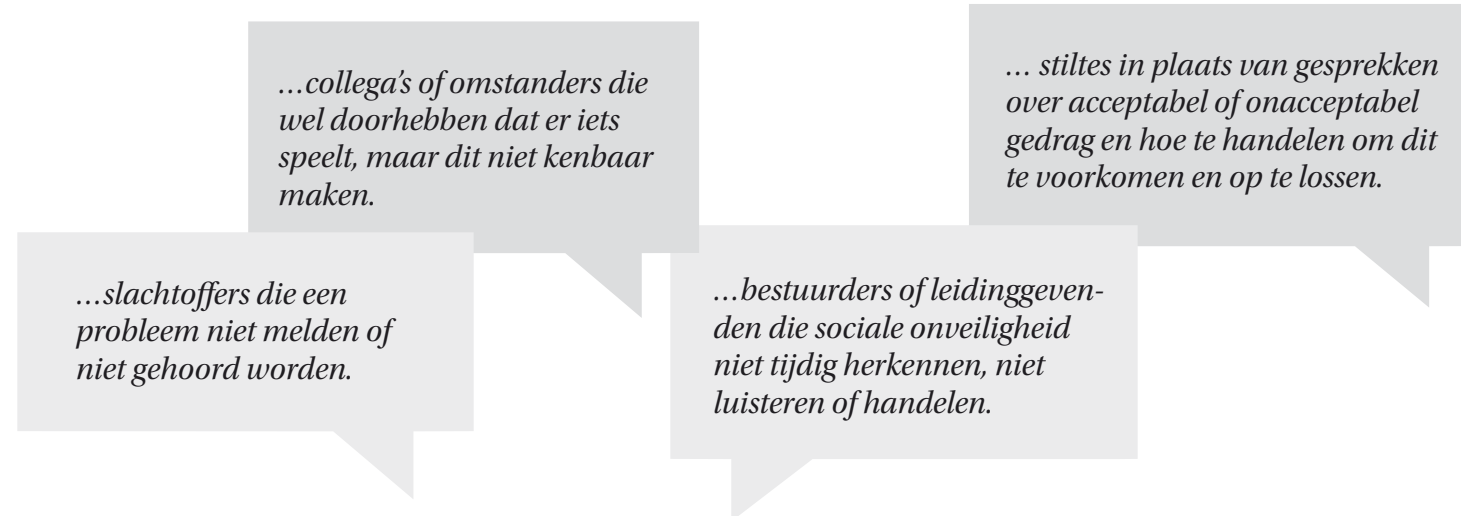 …slachtoffers die een
probleem niet melden of
niet gehoord worden.
…collega's of omstanders die
wel doorhebben dat er iets
speelt, maar dit niet kenbaar
maken.
…bestuurders of leidinggeven-
den die sociale onveiligheid
niet tijdig herkennen, niet
luisteren of handelen.
… stiltes in plaats van gesprekken
over acceptabel of onacceptabel
gedrag en hoe te handelen om dit
te voorkomen en op te lossen.